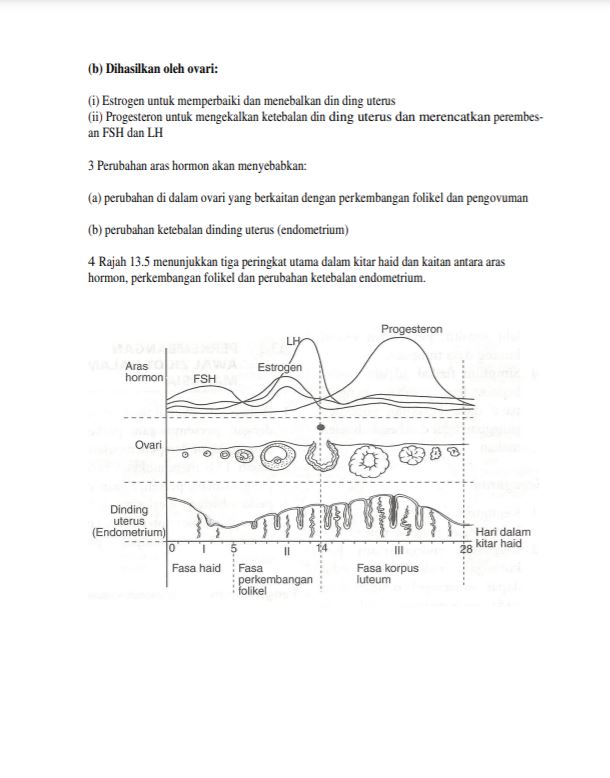 (b) Dihasilkan oleh ovari:
(i) Estrogen untuk memperbaiki dan menebalkan din ding uterus
(ii) Progesteron untuk mengekalkan ketebalan din ding uterus dan merencatkan perembes-
an FSH dan LH
3 Perubahan aras hormon akan menyebabkan:
(a) perubahan di dalam ovari yang berkaitan dengan perkembangan folikel dan pengovuman
(b) perubahan ketebalan dinding uterus (endometrium)
4 Rajah 13.5 menunjukkan tiga peringkat utama dalam kitar haid dan kaitan antara aras
hormon, perkembangan folikel dan perubahan ketebalan endometrium.
Progesteron
LH
Aras
hormon
FSH
Estrogen
Ovari
Dinding
uterus
(Endometrium)
Hari dalam
kitar haid
0 I 5 II 14 III 28
Fasa haid
Fasa
perkembangan
folikel
Fasa korpus
luteum